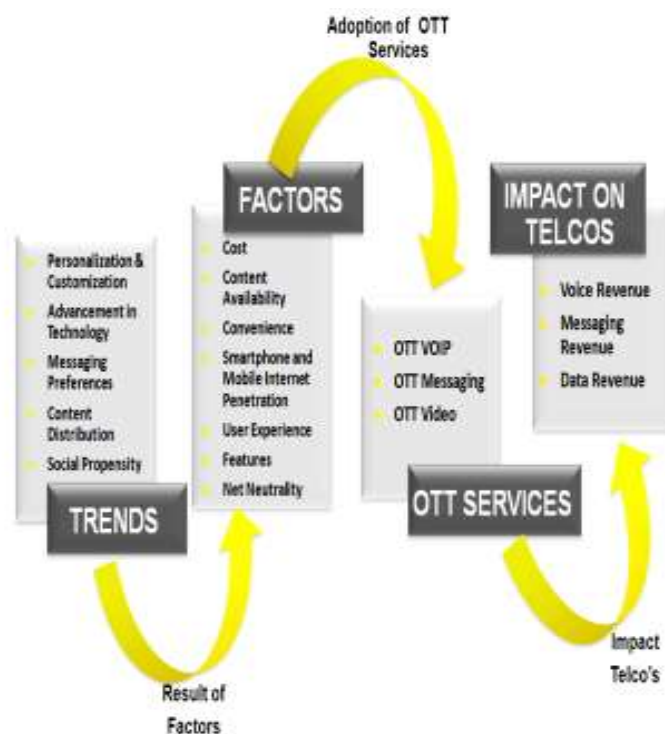 Adoption of OTT
Services
FACTORS
IMPACT ON
TELCOS
Personalization &
Customization
Advancement in
Technology
Messaging
Preferences
Content
Distribution
Social Propensity
TRENDS
Cost
Content
Availability
Convenience
Smartphone and
Mobile Internet
Penetration
User Experience
Features
Net Neutrality
OTT VOIP
OTT Messaging
OTT Video
OTT SERVICES
Voice Revenue
Messaging
Revenue
Data Revenue
Result of
Factors
Impact
Telco's